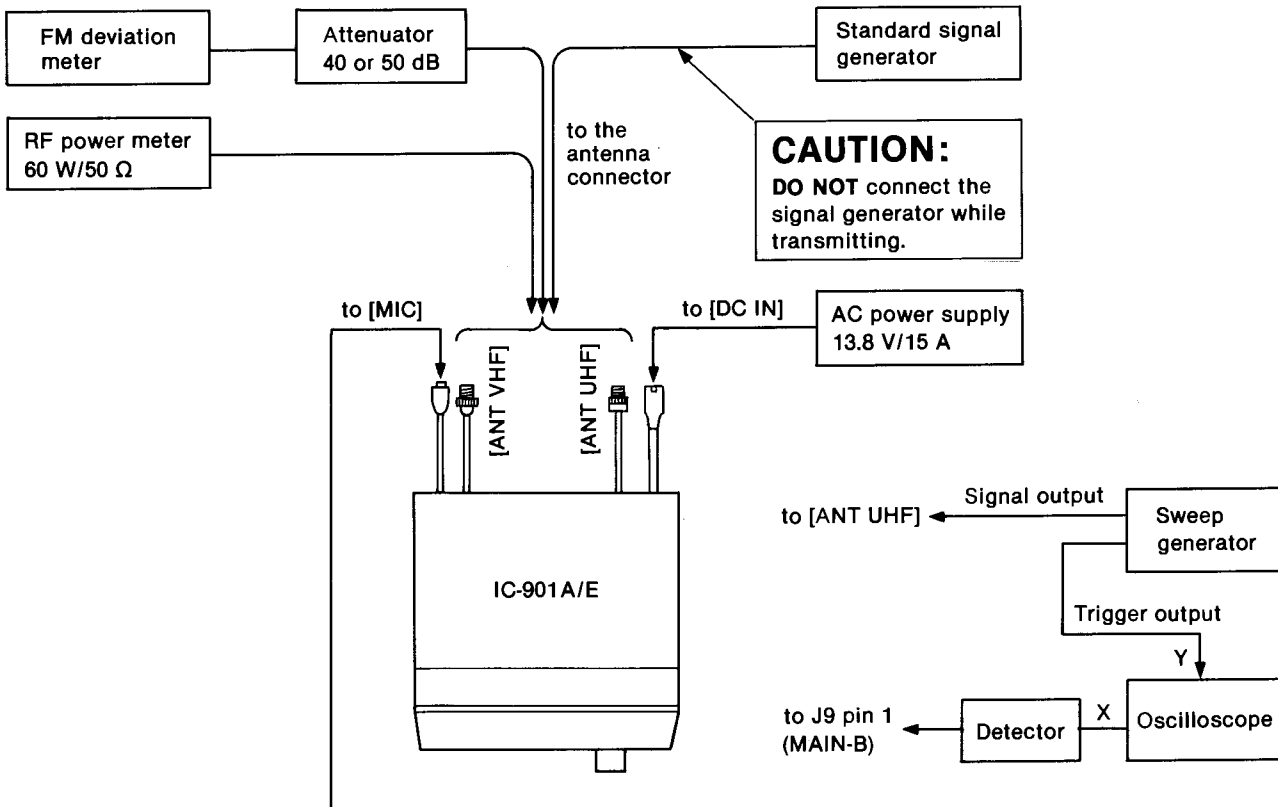 FM deviation
meter
Attenuator
40 or 50 dB
Standard signal
generator
RF power meter
60 W/50 Ω
to the
antenna
connector
CAUTION:
DO NOT connect the
signal generator while
transmitting.
to [MIC]
to [DC IN]
AC power supply
13.8 V/15 A
[ANT VHF]
[ANT UHF]
IC-901A/E
to [ANT UHF]
Signal output
Sweep
generator
Trigger output
Y
to J9 pin 1
(MAIN-B)
Detector
X
Oscilloscope